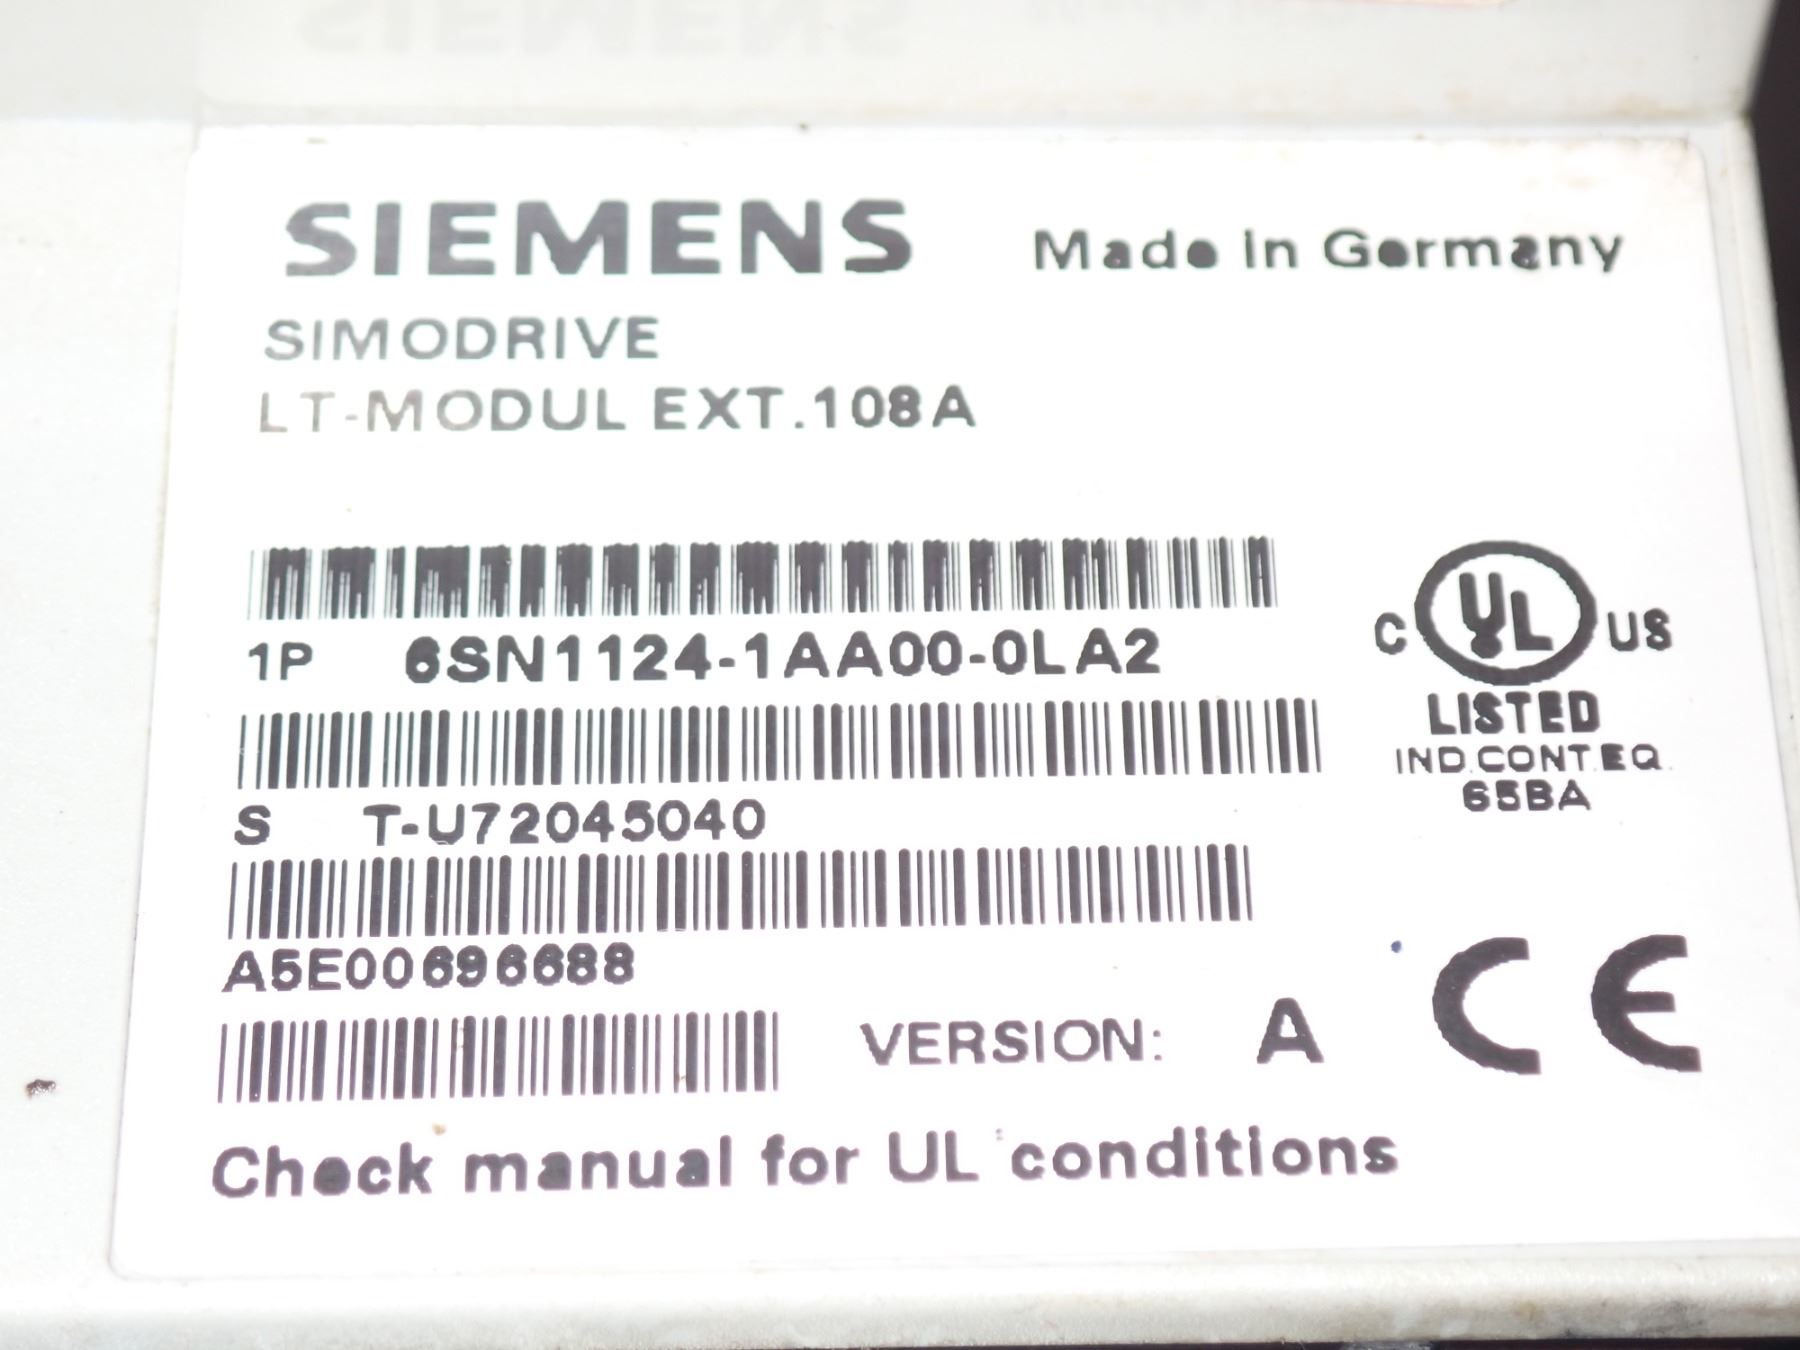 SIEMENS Made in Germany
SIMODRIVE
LT-MODUL EXT.108A
1P 6SN1124-1AA00-0LA2
C UL US
LISTED
IND.CONT.EQ.
65BA
S T-U72045040
A5E00696688
VERSION: A CE
Check manual for UL conditions